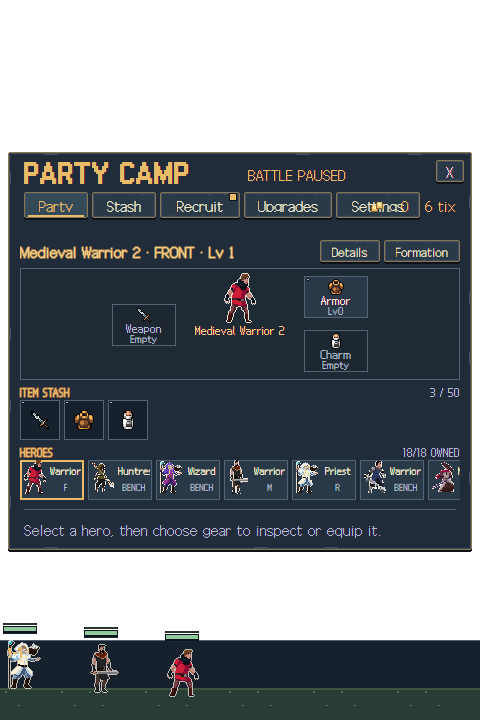 PARTY CAMP
BATTLE PAUSED
X
Party
Stash
Recruit
Upgrades
Settings
6 tix
Medieval Warrior 2 · FRONT · Lv 1
Details
Formation
Weapon
Empty
Medieval Warrior 2
Armor
Lv0
Charm
Empty
ITEM STASH
3 / 50
HEROES
18/18 OWNED
Warrior
F
Huntre
BENCH
Wizard
BENCH
Warrior
M
Priest
R
Warrior
BENCH
Select a hero, then choose gear to inspect or equip it.